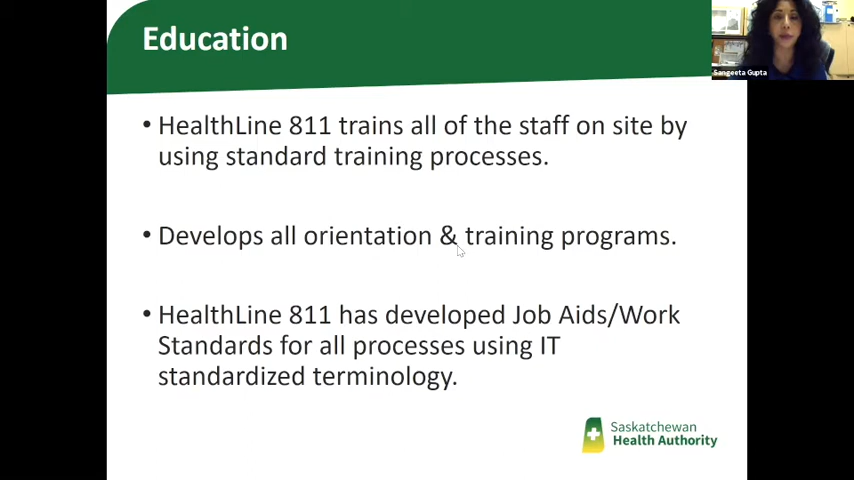 Education
Sangeeta Gupta
• HealthLine 811 trains all of the staff on site by
using standard training processes.
• Develops all orientation & training programs.
• HealthLine 811 has developed Job Aids/Work
Standards for all processes using IT
standardized terminology.
Saskatchewan
Health Authority